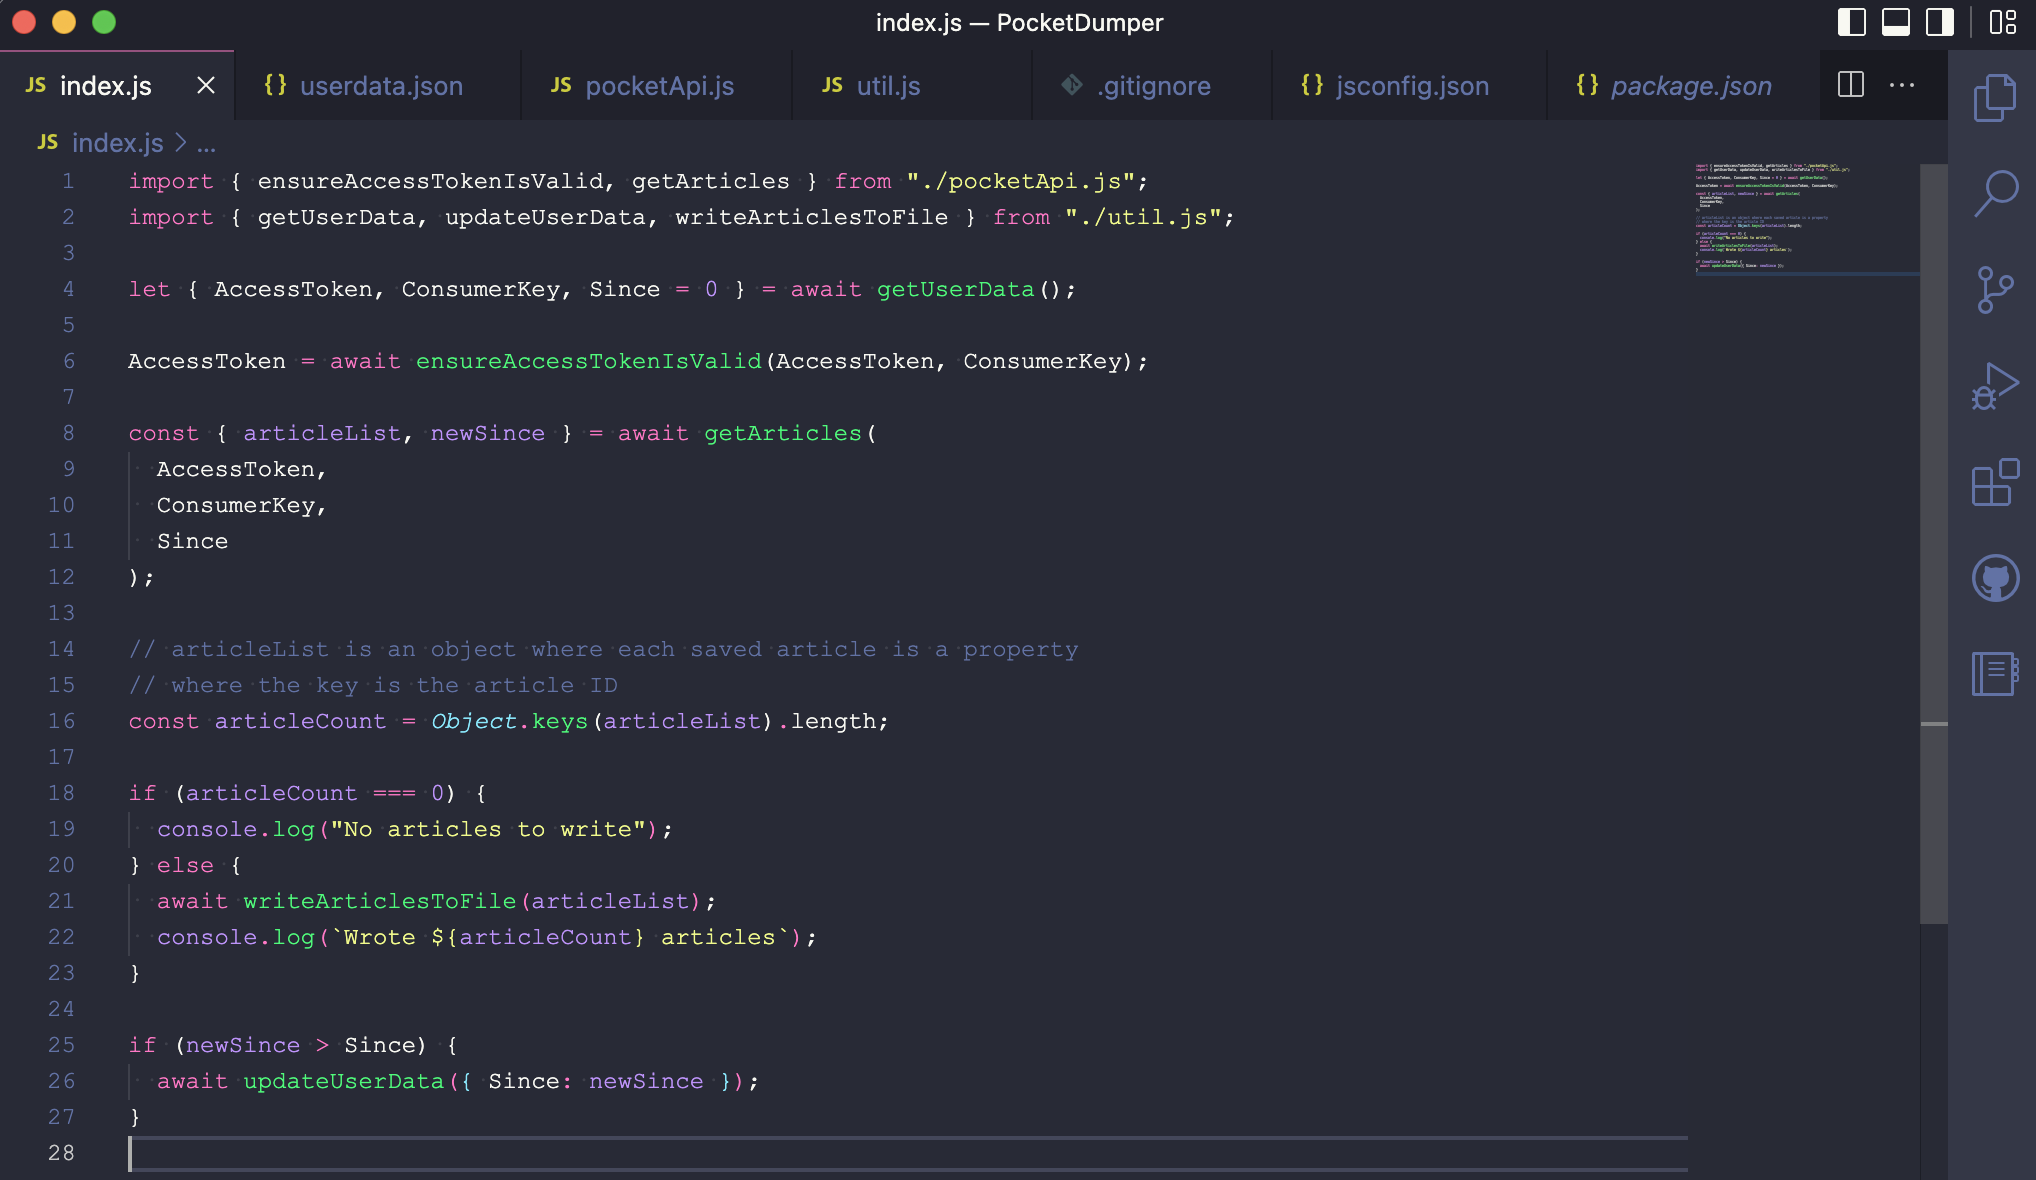 index.js — PocketDumper
JS index.js {} userdata.json JS pocketApi.js JS util.js .gitignore {} jsconfig.json {} package.json
JS index.js > ...
1 import { ensureAccessTokenIsValid, getArticles } from "./pocketApi.js";
2 import { getUserData, updateUserData, writeArticlesToFile } from "./util.js";
3
4 let { AccessToken, ConsumerKey, Since = 0 } = await getUserData();
5
6 AccessToken = await ensureAccessTokenIsValid(AccessToken, ConsumerKey);
7
8 const { articleList, newSince } = await getArticles(
9   AccessToken,
10   ConsumerKey,
11   Since
12 );
13
14 // articleList is an object where each saved article is a property
15 // where the key is the article ID
16 const articleCount = Object.keys(articleList).length;
17
18 if (articleCount === 0) {
19   console.log("No articles to write");
20 } else {
21   await writeArticlesToFile(articleList);
22   console.log(`Wrote ${articleCount} articles`);
23 }
24
25 if (newSince > Since) {
26   await updateUserData({ Since: newSince });
27 }
28